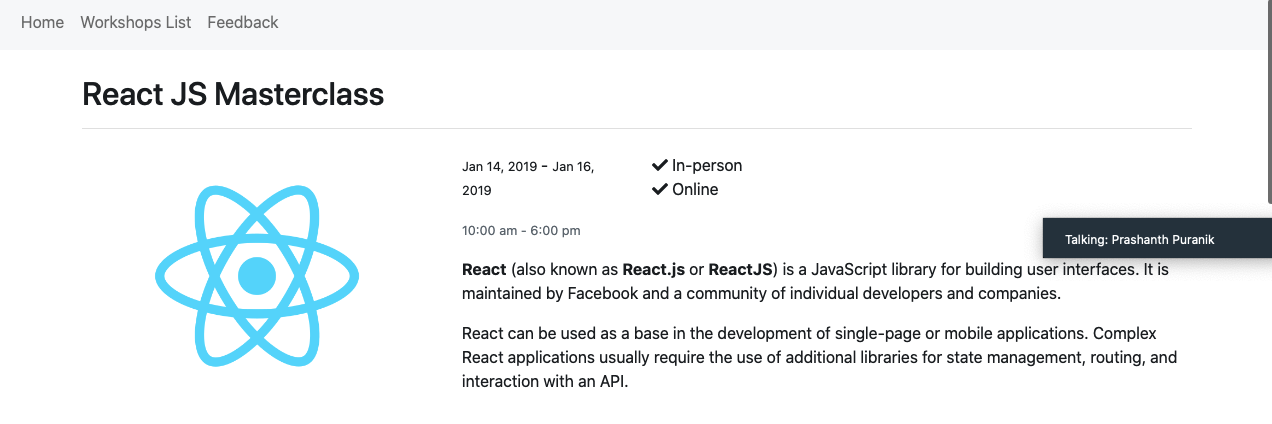 Home Workshops List Feedback
React JS Masterclass
Jan 14, 2019 - Jan 16,
2019
In-person
Online
10:00 am - 6:00 pm
Talking: Prashanth Puranik
React (also known as React.js or ReactJS) is a JavaScript library for building user interfaces. It is
maintained by Facebook and a community of individual developers and companies.
React can be used as a base in the development of single-page or mobile applications. Complex
React applications usually require the use of additional libraries for state management, routing, and
interaction with an API.